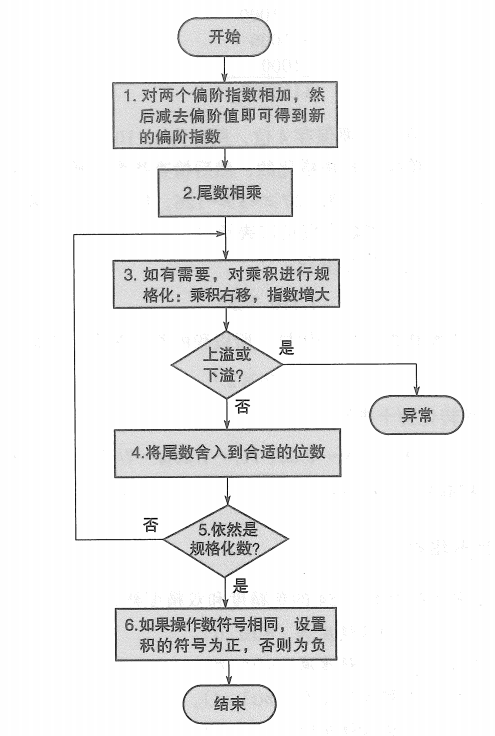 开始
1. 对两个偏阶指数相加，然
后减去偏阶值即可得到新
的偏阶指数
2.尾数相乘
3. 如有需要，对乘积进行规
格化：乘积右移，指数增大
上溢或
下溢？
是
异常
否
4.将尾数舍入到合适的位数
否
5.依然是
规格化数？
是
6.如果操作数符号相同，设置
积的符号为正，否则为负
结束